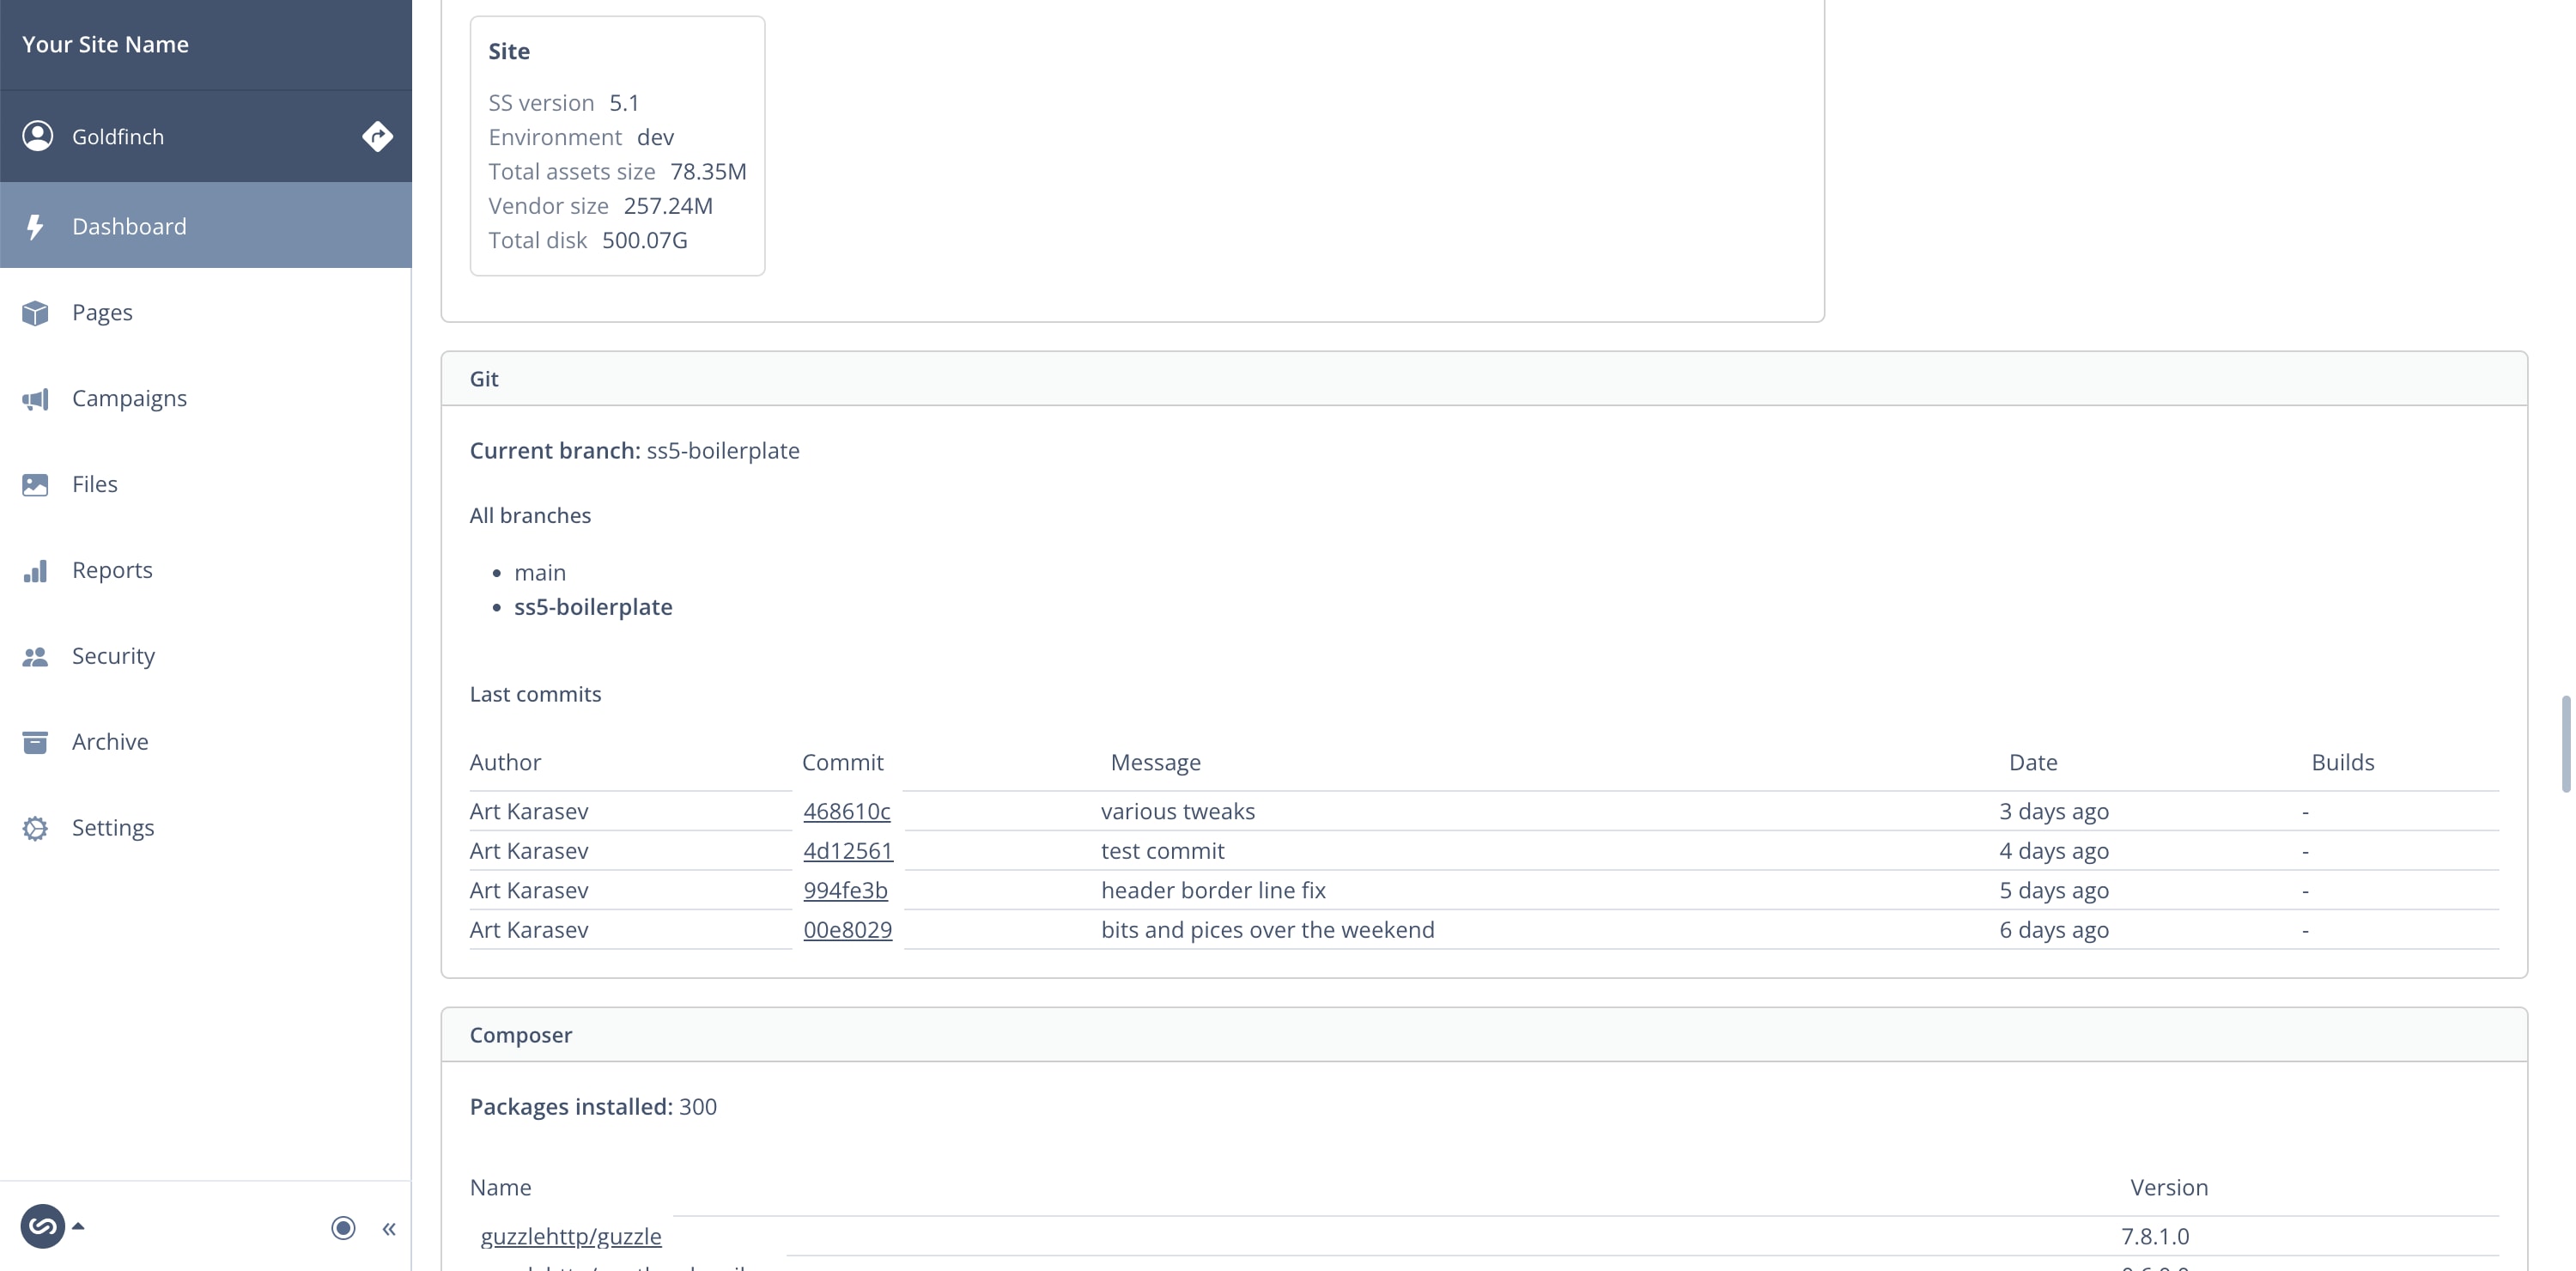 Your Site Name
Goldfinch
Dashboard
Pages
Campaigns
Files
Reports
Security
Archive
Settings
Site
SS version 5.1
Environment dev
Total assets size 78.35M
Vendor size 257.24M
Total disk 500.07G
Git
Current branch: ss5-boilerplate
All branches
main
ss5-boilerplate
Last commits
Author Commit Message Date Builds
Art Karasev 468610c various tweaks 3 days ago -
Art Karasev 4d12561 test commit 4 days ago -
Art Karasev 994fe3b header border line fix 5 days ago -
Art Karasev 00e8029 bits and pices over the weekend 6 days ago -
Composer
Packages installed: 300
Name Version
guzzlehttp/guzzle 7.8.1.0